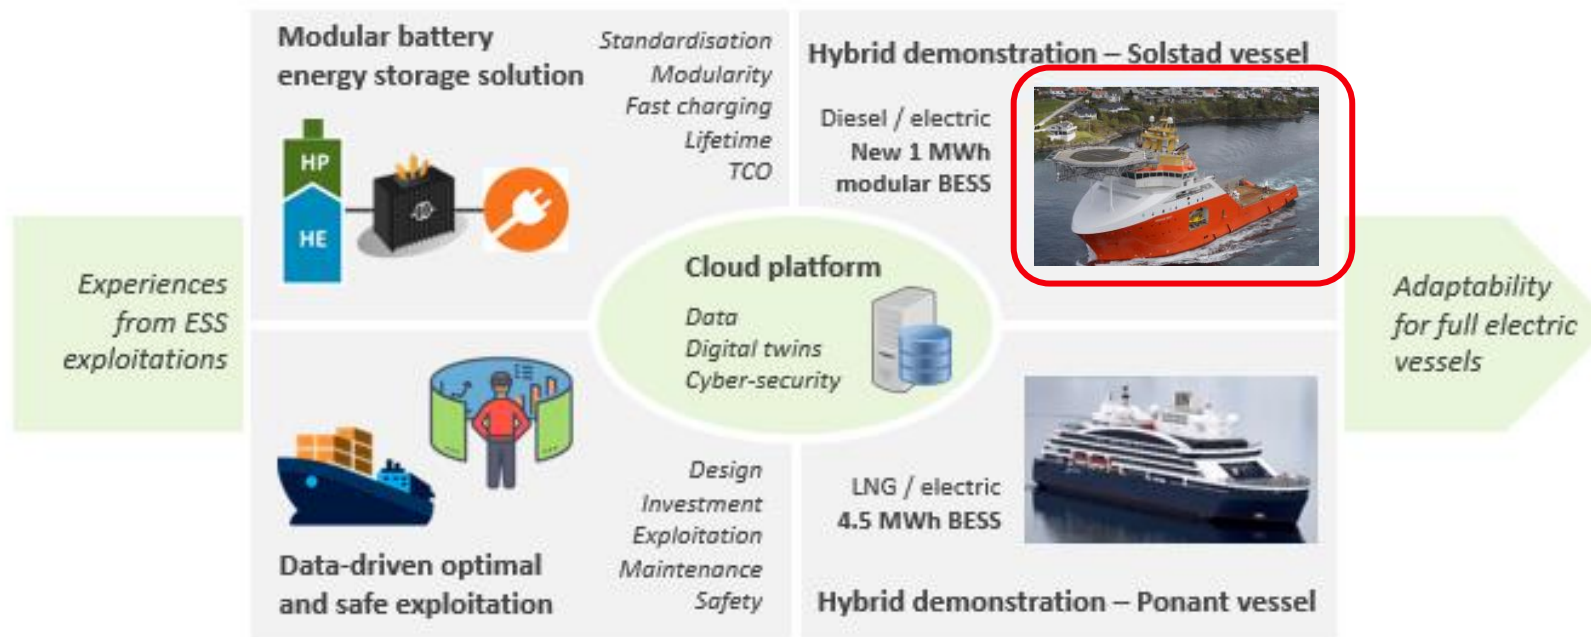 Experiences
from ESS
exploitations
Modular battery
energy storage solution
Standardisation
Modularity
Fast charging
Lifetime
TCO
HP
HE
Hybrid demonstration – Solstad vessel
Diesel / electric
New 1 MWh
modular BESS
Cloud platform
Data
Digital twins
Cyber-security
Data-driven optimal
and safe exploitation
Design
Investment
Exploitation
Maintenance
Safety
LNG / electric
4.5 MWh BESS
Hybrid demonstration – Ponant vessel
Adaptability
for full electric
vessels